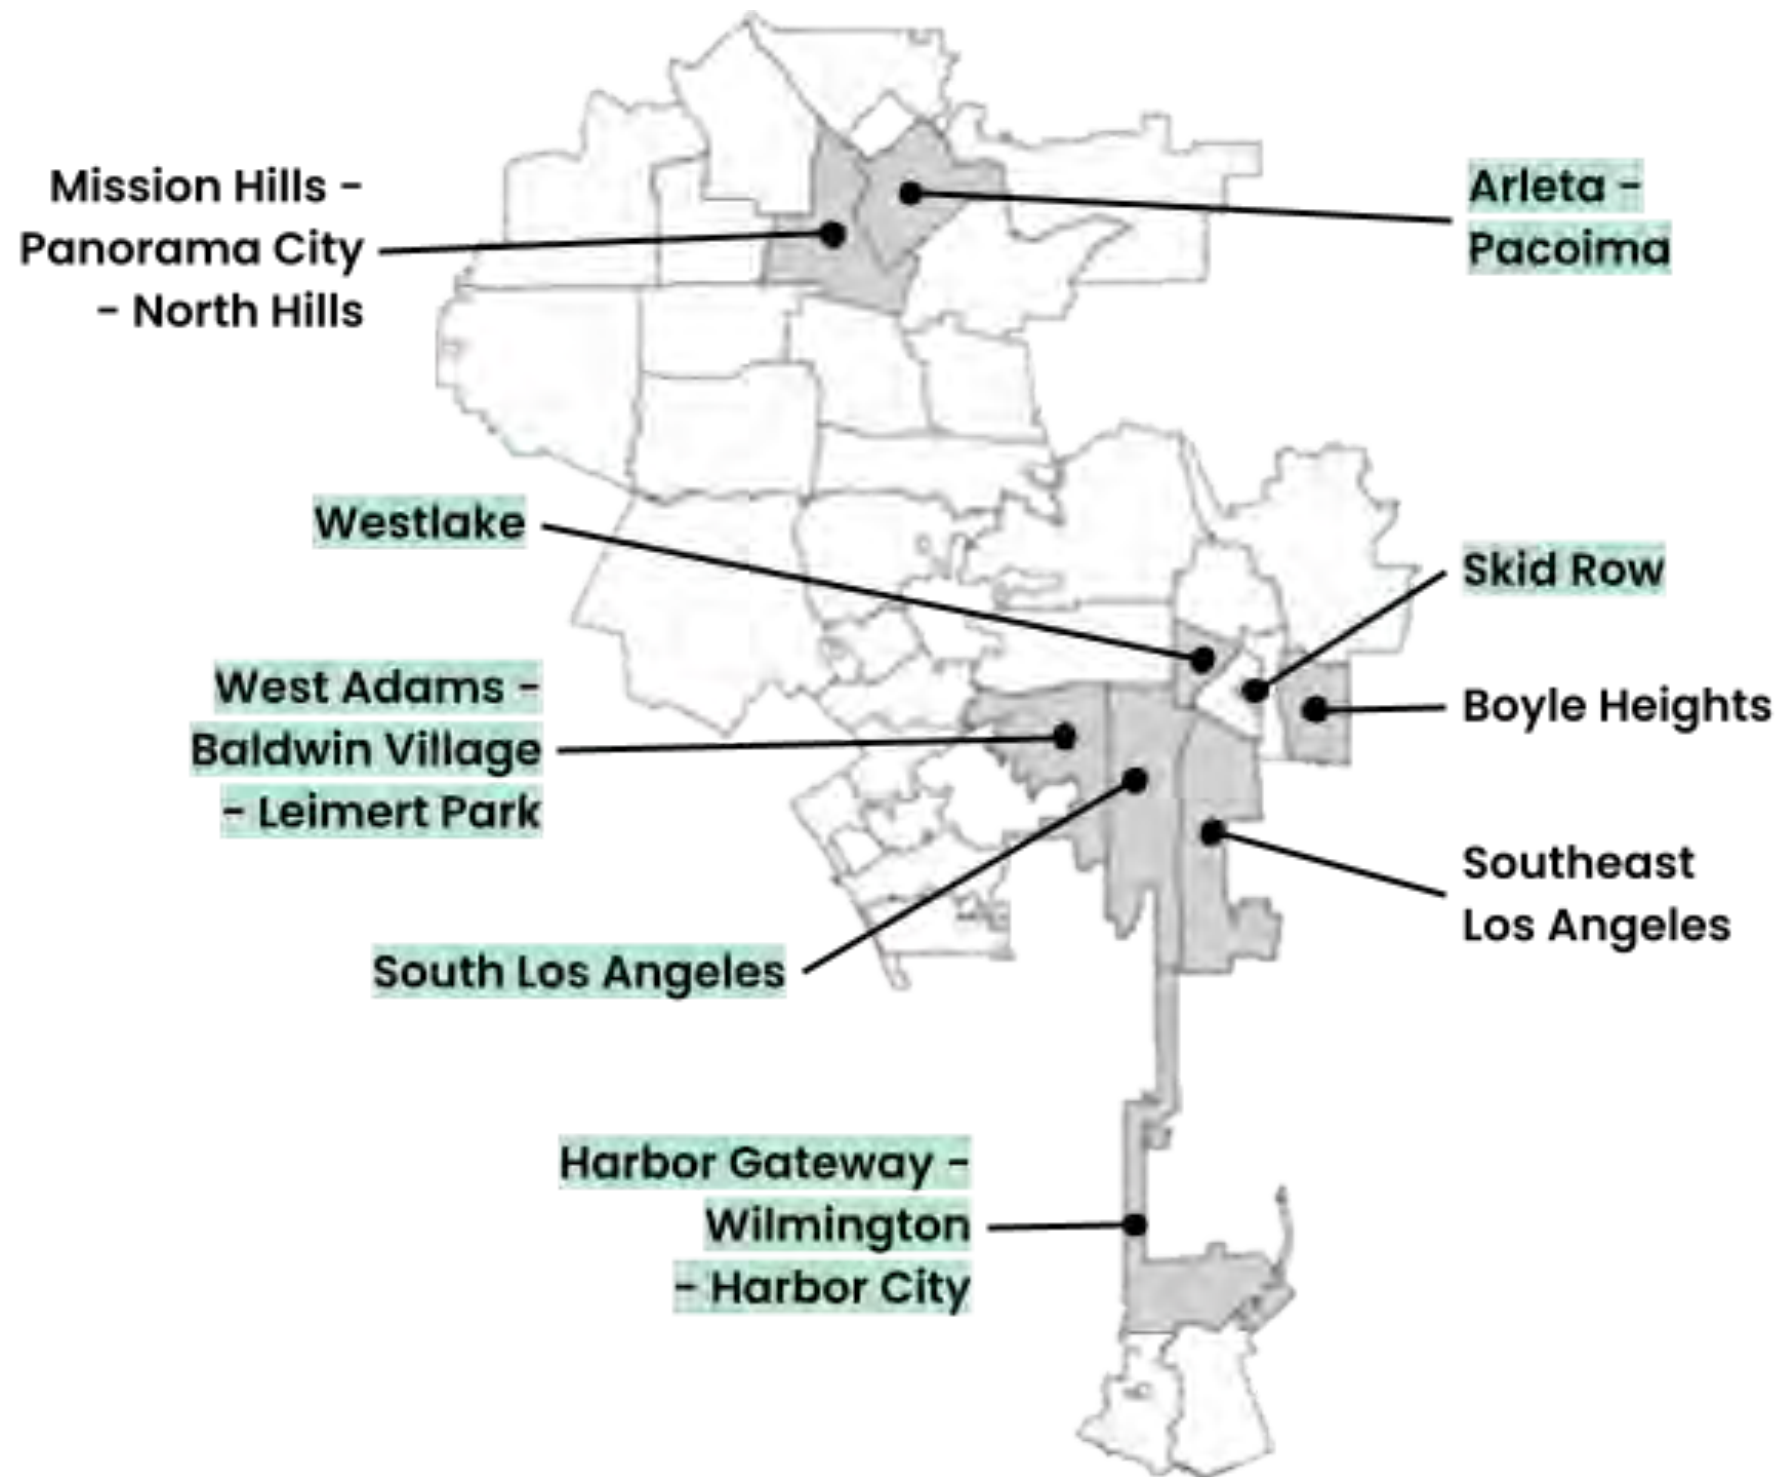 Mission Hills -
Panorama City
- North Hills
Arleta -
Pacoima
Westlake
Skid Row
West Adams -
Baldwin Village
- Leimert Park
Boyle Heights
Southeast
Los Angeles
South Los Angeles
Harbor Gateway -
Wilmington
- Harbor City